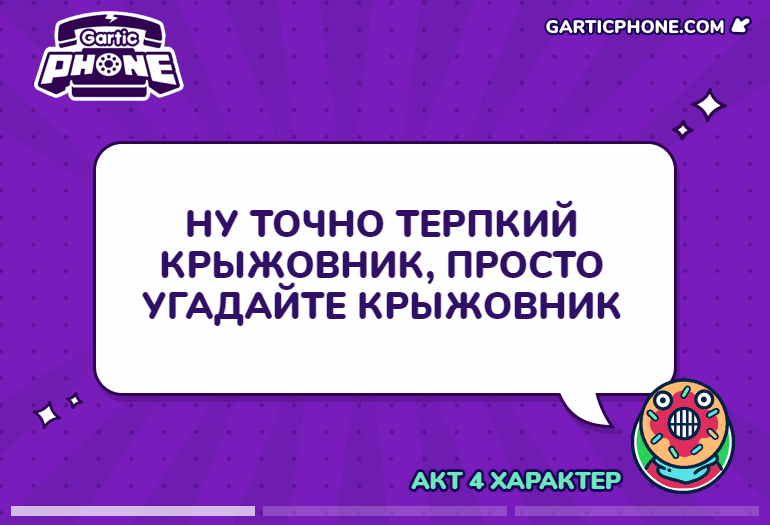 Gartic
PHONE
GARTICPHONE.COM
НУ ТОЧНО ТЕРПКИЙ
КРЫЖОВНИК, ПРОСТО
УГАДАЙТЕ КРЫЖОВНИК
АКТ 4 ХАРАКТЕР